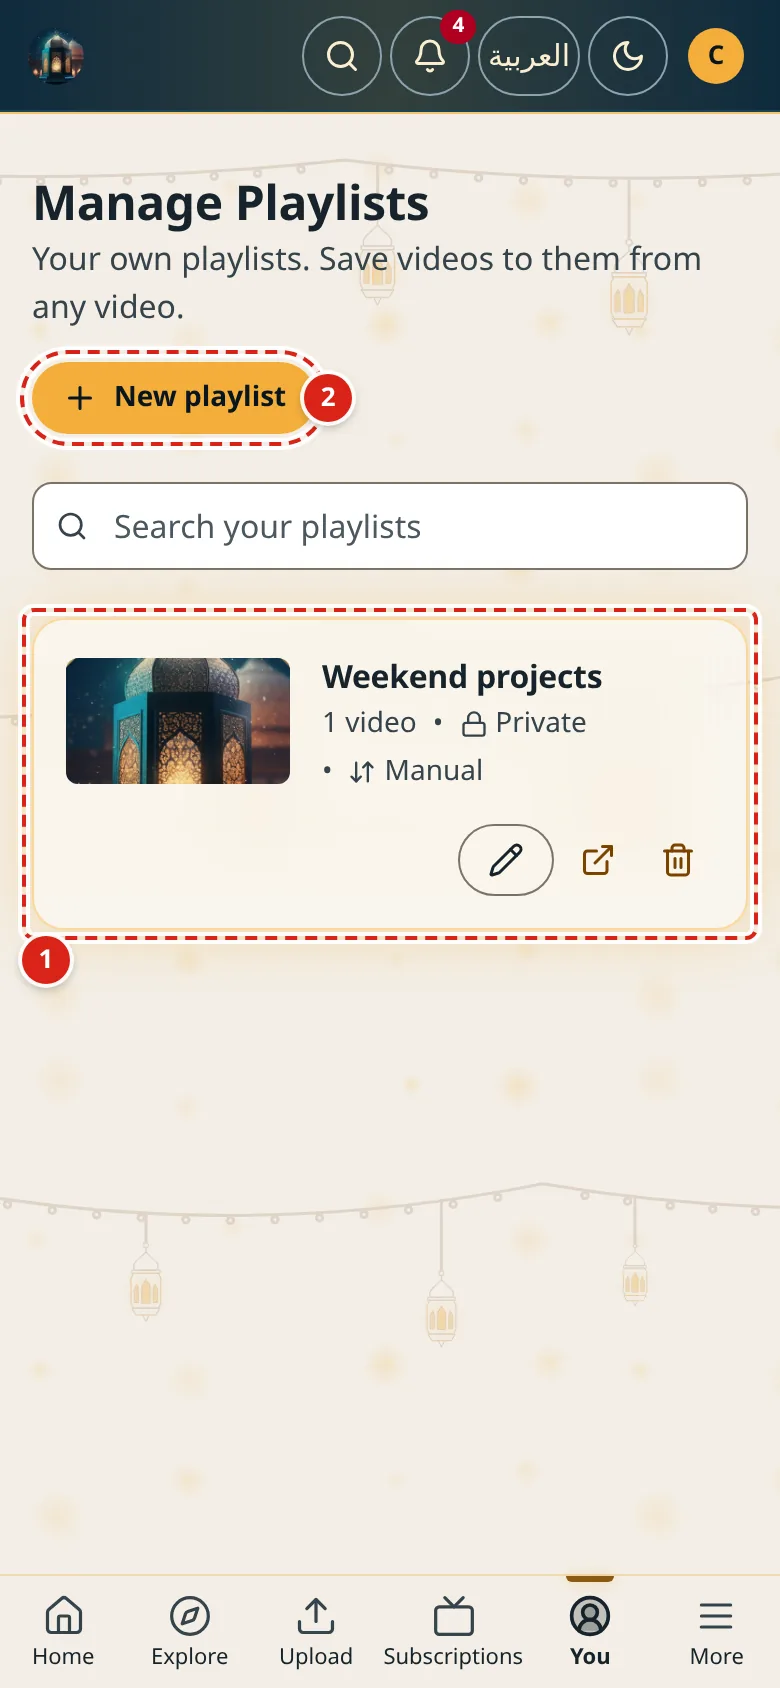 4
العربية
C
Manage Playlists
Your own playlists. Save videos to them from
any video.
New playlist
2
Search your playlists
Weekend projects
1 video • Private
• Manual
1
Home
Explore
Upload
Subscriptions
You
More